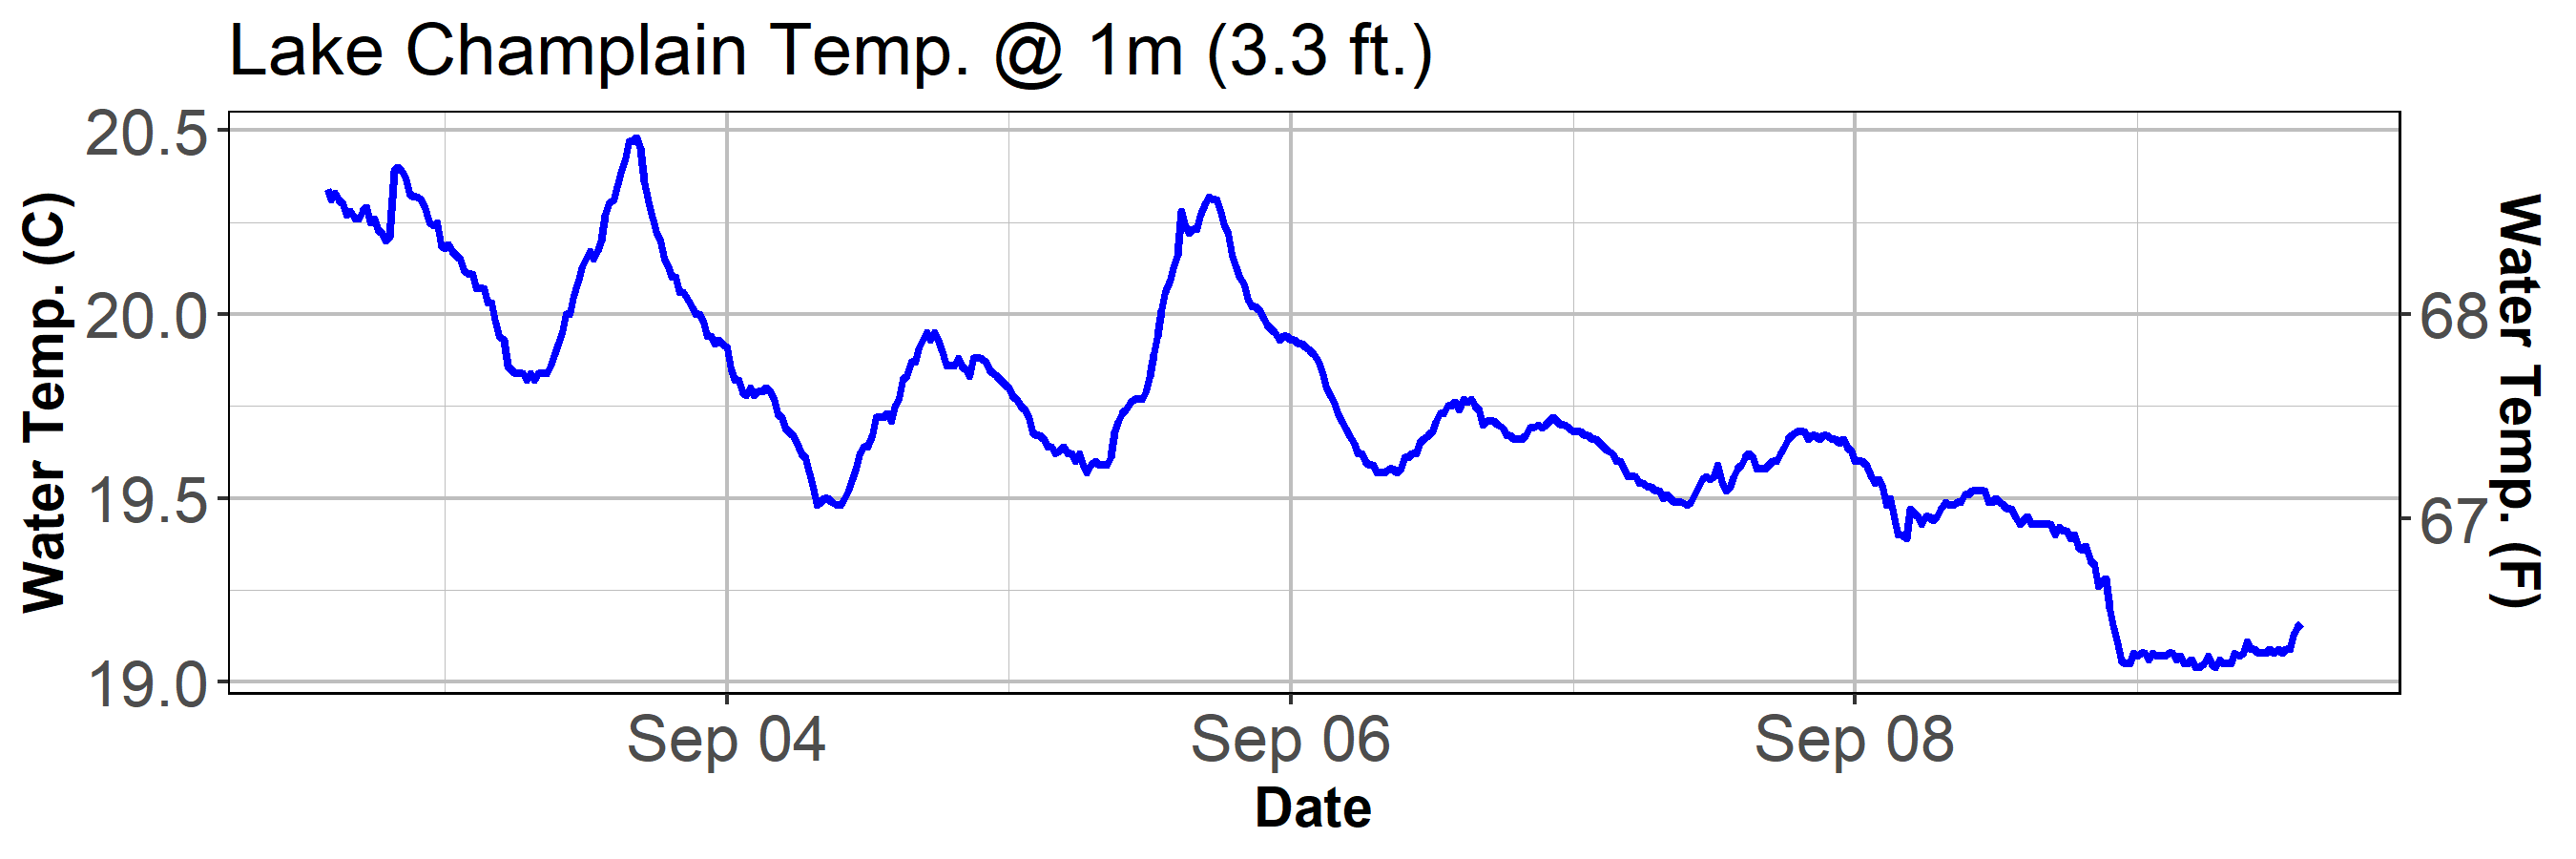 Lake Champlain Temp. @ 1m (3.3 ft.)
Water Temp. (C)
20.5
20.0
19.5
19.0
68
67
Water Temp. (F)
Sep 04 Sep 06 Sep 08
Date